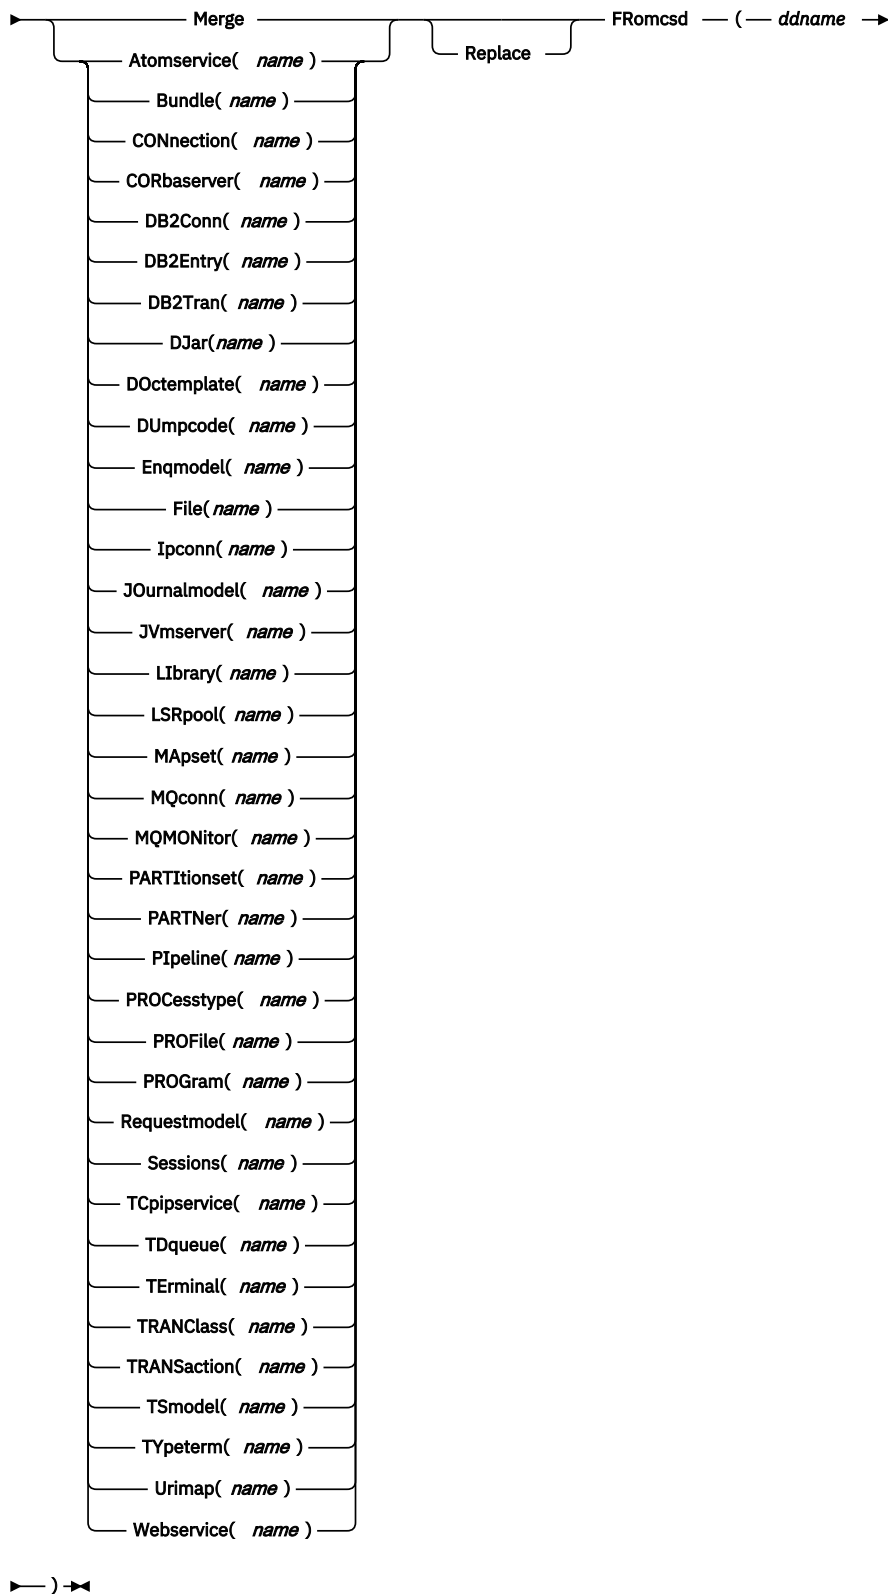 Merge FRomcsd ( ddname
Replace
Atomservice( name )
Bundle( name )
CONnection( name )
CORbaserver( name )
DB2Conn( name )
DB2Entry( name )
DB2Tran( name )
DJar(name )
DOctemplate( name )
DUmpcode( name )
Enqmodel( name )
File( name )
Ipconn( name )
JOurnalmodel( name )
JVmserver( name )
LIbrary( name )
LSRpool( name )
MApset( name )
MQconn( name )
MQMONitor( name )
PARTItionset( name )
PARTNer( name )
PIpeline( name )
PROCesstype( name )
PROFile( name )
PROGram( name )
Requestmodel( name )
Sessions( name )
TCpipservice( name )
TDqueue( name )
TErminal( name )
TRANClass( name )
TRANSaction( name )
TSmodel( name )
TYpeterm( name )
Urimap( name )
Webservice( name )
)